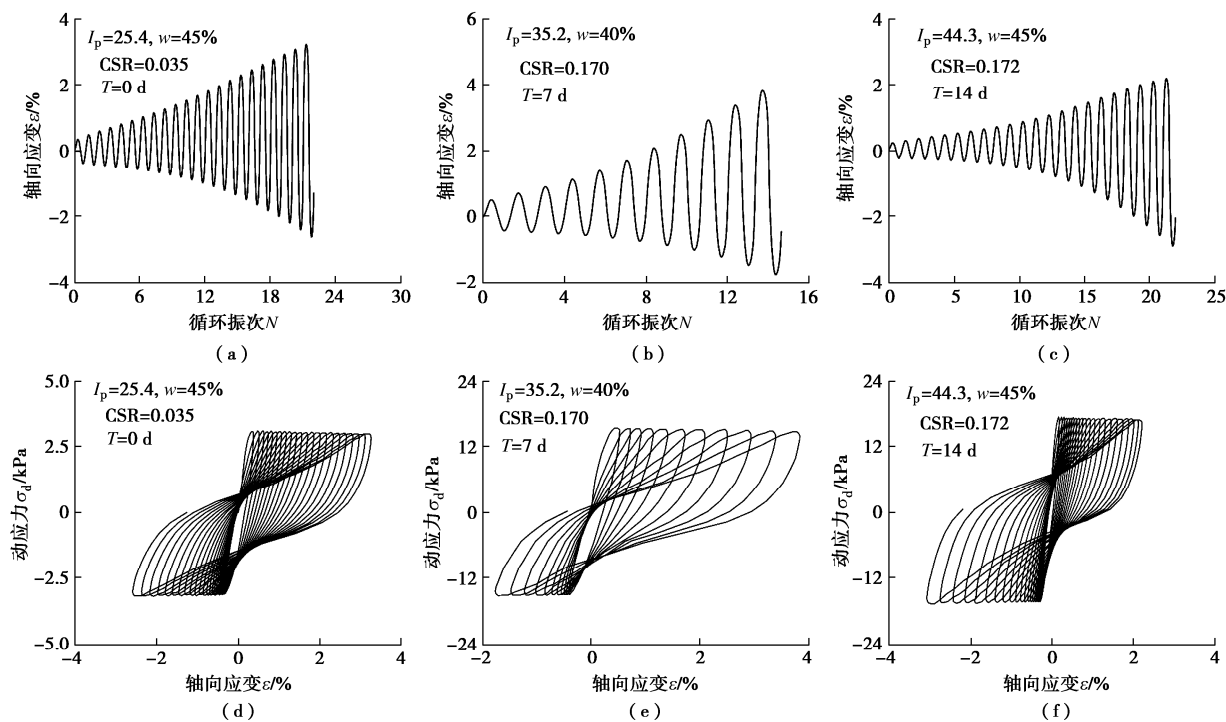 4
2
0
−2
−4
轴向应变ε/%
I_p=25.4, w=45%
CSR=0.035
T=0 d
0 6 12 18 24 30
循环振次N
(a)
6
4
2
0
−2
轴向应变ε/%
I_p=35.2, w=40%
CSR=0.170
T=7 d
0 2 4 6 8 10 12 14 16
循环振次N
(b)
4
2
0
−2
−4
轴向应变ε/%
I_p=44.3, w=45%
CSR=0.172
T=14 d
0 5 10 15 20 25
循环振次N
(c)
5.0
2.5
0
−2.5
5.0
动应力σ_d/kPa
I_p=25.4, w=45%
CSR=0.035
T=0 d
−4 −2 0 2 4
轴向应变ε/%
(d)
24
12
0
−12
−24
动应力σ_d/kPa
I_p=35.2, w=40%
CSR=0.170
T=7 d
−2 0 2 4
轴向应变ε/%
(e)
24
12
0
−12
−24
动应力σ_d/kPa
I_p=44.3, w=45%
CSR=0.172
T=14 d
−4 −2 0 2 4
轴向应变ε/%
(f)